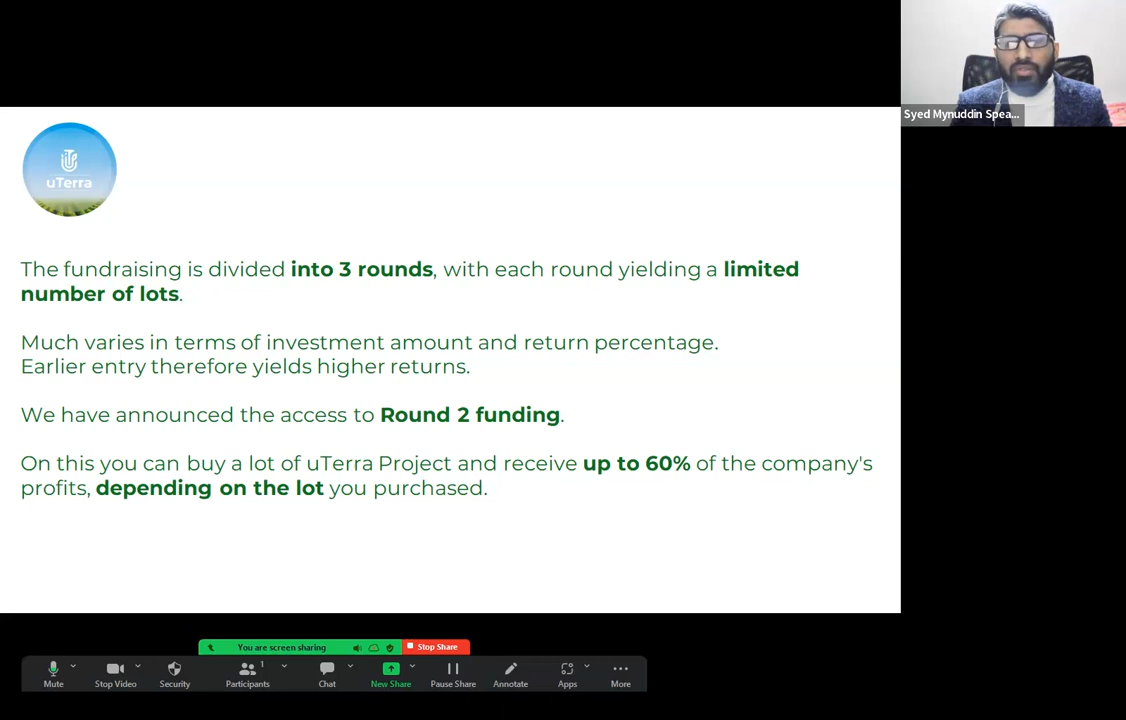 Syed Mynuddin Spea...
uTerra
The fundraising is divided into 3 rounds, with each round yielding a limited
number of lots.
Much varies in terms of investment amount and return percentage.
Earlier entry therefore yields higher returns.
We have announced the access to Round 2 funding.
On this you can buy a lot of uTerra Project and receive up to 60% of the company's
profits, depending on the lot you purchased.
You are screen sharing
Stop Share
1
Mute
Stop Video
Security
Participants
Chat
New Share
Pause Share
Annotate
Apps
More